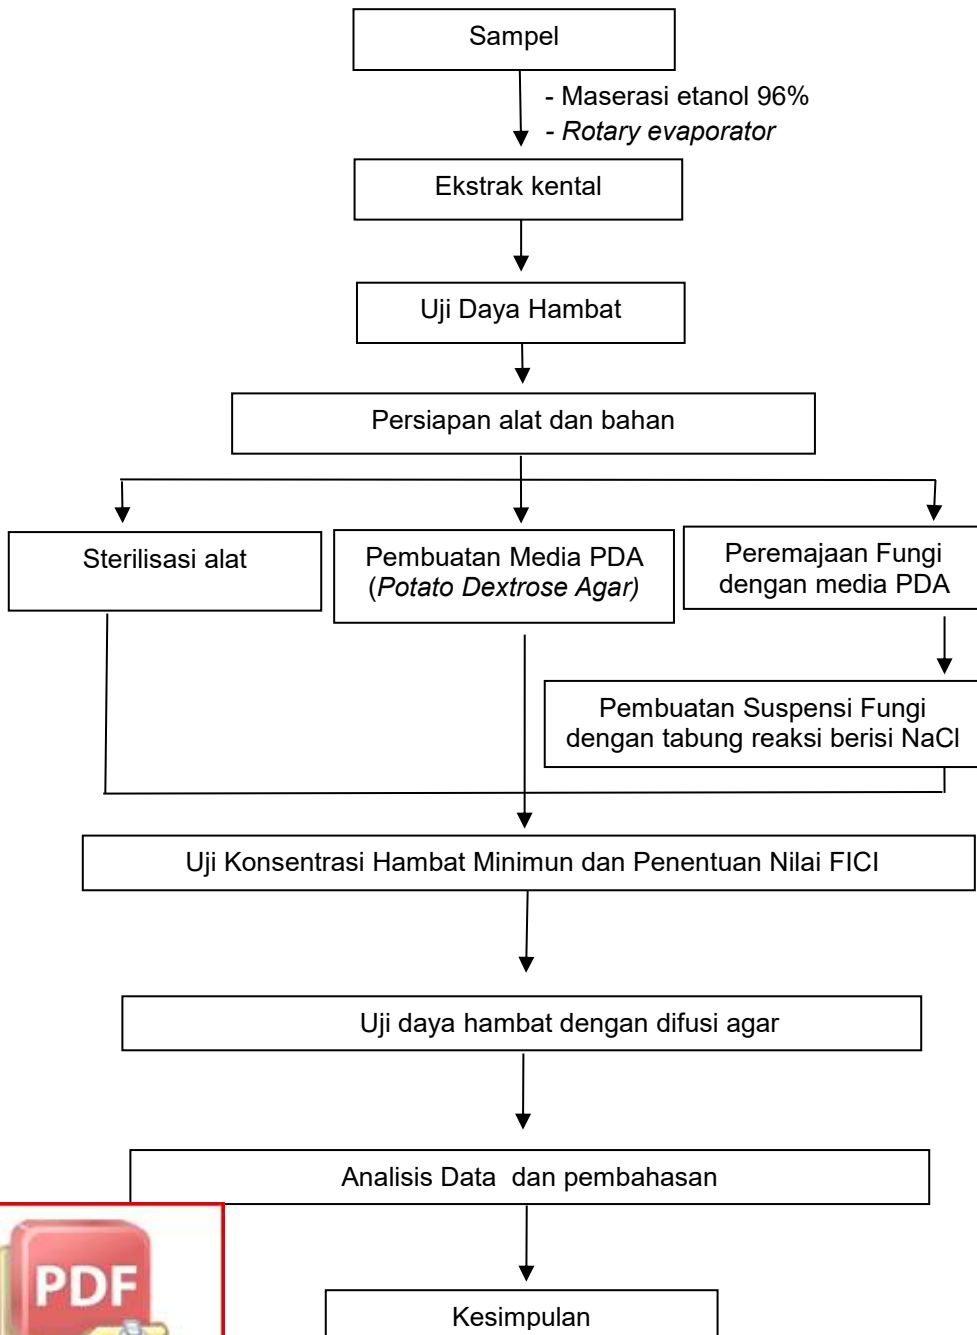 Sampel
- Maserasi etanol 96%
- Rotary evaporator
Ekstrak kental
Uji Daya Hambat
Persiapan alat dan bahan
Sterilisasi alat
Pembuatan Media PDA
(Potato Dextrose Agar)
Peremajaan Fungi
dengan media PDA
Pembuatan Suspensi Fungi
dengan tabung reaksi berisi NaCl
Uji Konsentrasi Hambat Minimun dan Penentuan Nilai FICI
Uji daya hambat dengan difusi agar
Analisis Data  dan pembahasan
PDF
Kesimpulan